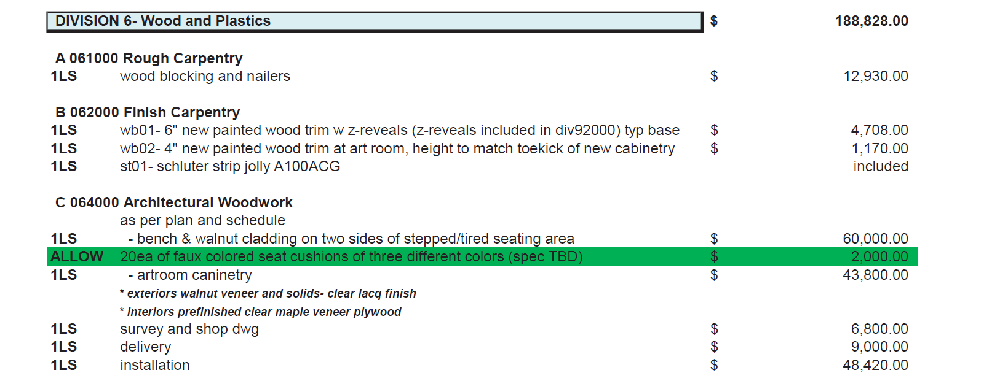 DIVISION 6- Wood and Plastics $ 188,828.00
A 061000 Rough Carpentry
1LS wood blocking and nailers $ 12,930.00
B 062000 Finish Carpentry
1LS wb01- 6" new painted wood trim w z-reveals (z-reveals included in div92000) typ base $ 4,708.00
1LS wb02- 4" new painted wood trim at art room, height to match toekick of new cabinetry $ 1,170.00
1LS st01- schluter strip jolly A100ACG included
C 064000 Architectural Woodwork
as per plan and schedule
1LS - bench & walnut cladding on two sides of stepped/tired seating area $ 60,000.00
ALLOW 20ea of faux colored seat cushions of three different colors (spec TBD) $ 2,000.00
1LS - artroom caninetry $ 43,800.00
* exteriors walnut veneer and solids- clear lacq finish
* interiors prefinished clear maple veneer plywood
1LS survey and shop dwg $ 6,800.00
1LS delivery $ 9,000.00
1LS installation $ 48,420.00